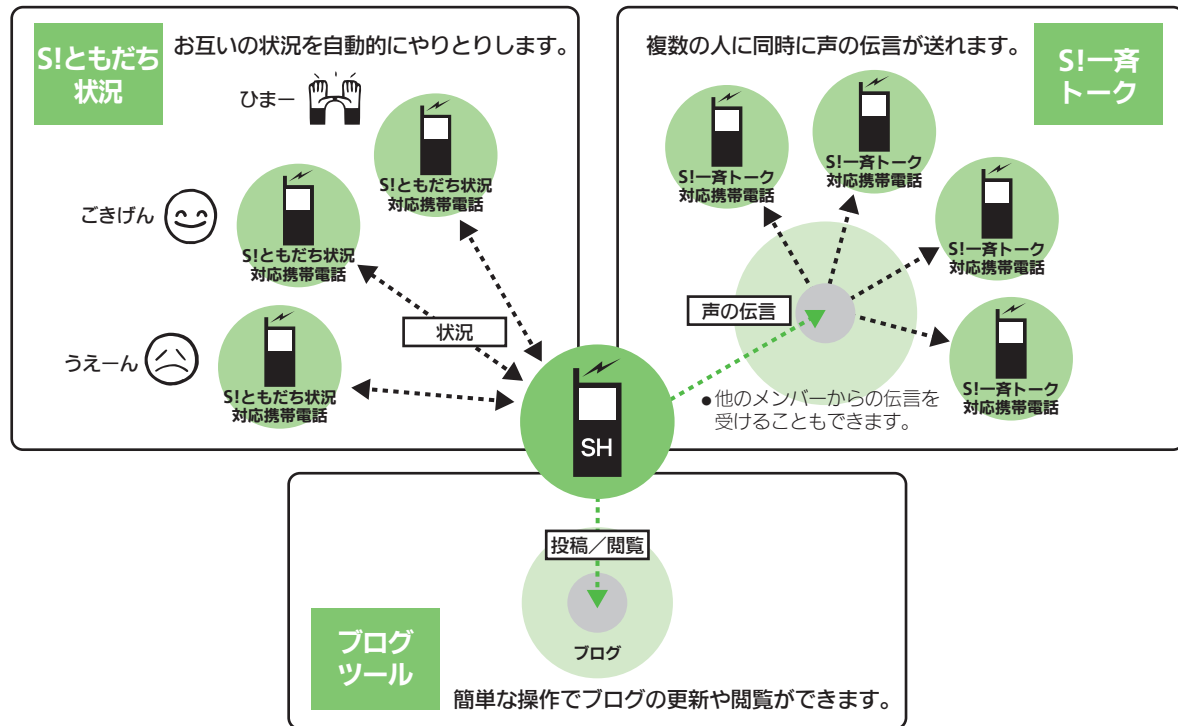 S!ともだち
状況
お互いの状況を自動的にやりとりします。
ひまー
S!ともだち状況
対応携帯電話
ごきげん
S!ともだち状況
対応携帯電話
うえーん
S!ともだち状況
対応携帯電話
状況
複数の人に同時に声の伝言が送れます。
S!一斉
トーク
S!一斉トーク
対応携帯電話
S!一斉トーク
対応携帯電話
S!一斉トーク
対応携帯電話
S!一斉トーク
対応携帯電話
声の伝言
●他のメンバーからの伝言を
受けることもできます。
SH
投稿／閲覧
ブログ
ブログ
ツール
簡単な操作でブログの更新や閲覧ができます。